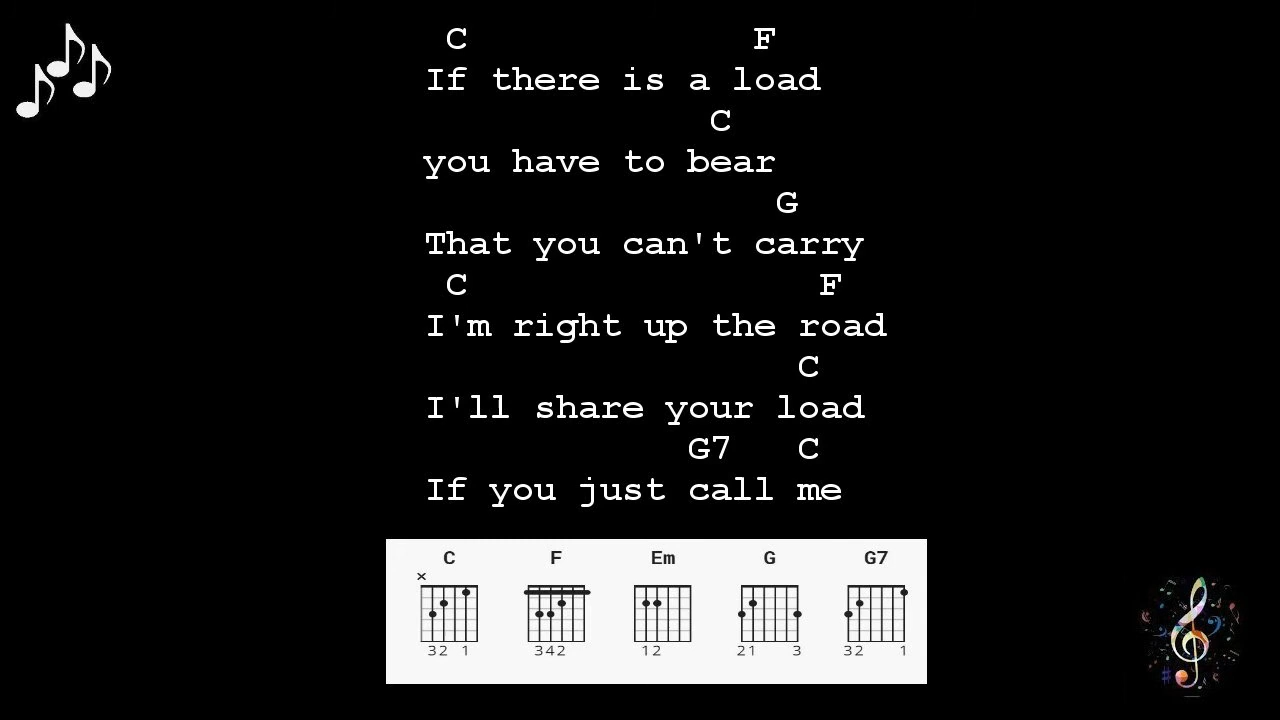 C F
If there is a load
C
you have to bear
G
That you can't carry
C F
I'm right up the road
C
I'll share your load
G7 C
If you just call me
C F Em G G7
x
32 1 342 12 21 3 32 1